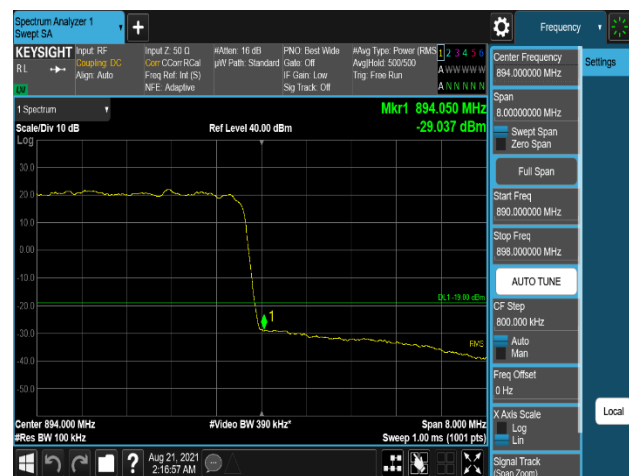 Spectrum Analyzer 1
Swept SA
+
Frequency
KEYSIGHT
RL
LVI
Input: RF
Coupling: DC
Align: Auto
Input Z: 50 Ω
Corr CCorr RCal
Freq Ref: Int (S)
NFE: Adaptive
#Atten: 16 dB
µW Path: Standard
PNO: Best Wide
Gate: Off
IF Gain: Low
Sig Track: Off
#Avg Type: Power (RMS
Avg|Hold: 500/500
Trig: Free Run
1 2 3 4 5 6
A W W W W W
A N N N N N
1 Spectrum
Scale/Div 10 dB
Ref Level 40.00 dBm
Mkr1 894.050 MHz
-29.037 dBm
Log
30.0
20.0
10.0
0.00
-10.0
-20.0
-30.0
-40.0
-50.0
DL1 -19.00 dBm
1
RMS
Center 894.000 MHz
#Res BW 100 kHz
#Video BW 390 kHz*
Span 8.000 MHz
Sweep 1.00 ms (1001 pts)
Center Frequency
894.000000 MHz
Span
8.00000000 MHz
Swept Span
Zero Span
Full Span
Start Freq
890.000000 MHz
Stop Freq
898.000000 MHz
AUTO TUNE
CF Step
800.000 kHz
Auto
Man
Freq Offset
0 Hz
X Axis Scale
Log
Lin
Signal Track
(Span Zoom)
Settings
Local
?
Aug 21, 2021
2:16:57 AM